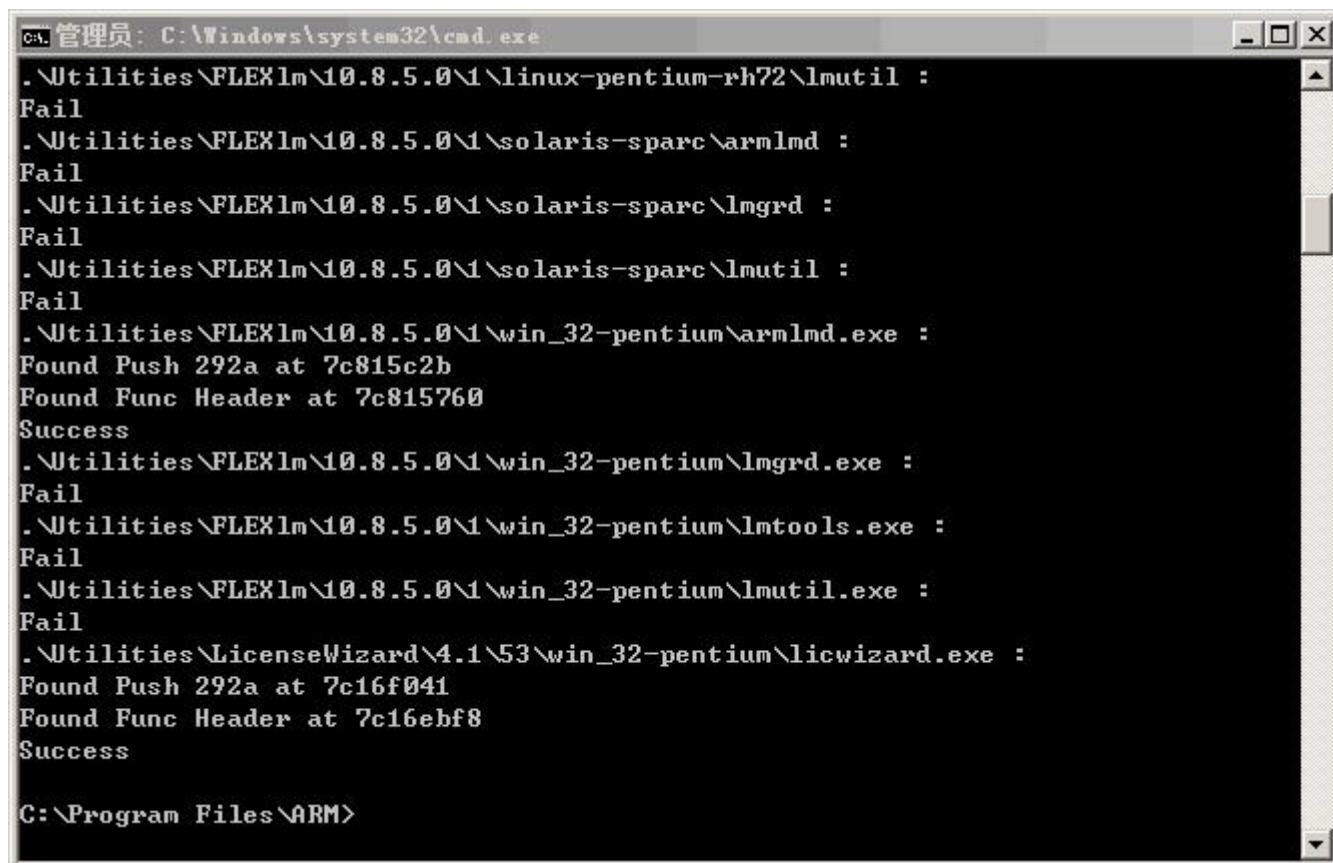 管理员: C:\Windows\system32\cmd.exe
.\Utilities\FLEXlm\10.8.5.0\1\linux-pentium-rh72\lmutil :
Fail
.\Utilities\FLEXlm\10.8.5.0\1\solaris-sparc\armlmd :
Fail
.\Utilities\FLEXlm\10.8.5.0\1\solaris-sparc\lmgrd :
Fail
.\Utilities\FLEXlm\10.8.5.0\1\solaris-sparc\lmutil :
Fail
.\Utilities\FLEXlm\10.8.5.0\1\win_32-pentium\armlmd.exe :
Found Push 292a at 7c815c2b
Found Func Header at 7c815760
Success
.\Utilities\FLEXlm\10.8.5.0\1\win_32-pentium\lmgrd.exe :
Fail
.\Utilities\FLEXlm\10.8.5.0\1\win_32-pentium\lmtools.exe :
Fail
.\Utilities\FLEXlm\10.8.5.0\1\win_32-pentium\lmutil.exe :
Fail
.\Utilities\LicenseWizard\4.1\53\win_32-pentium\licwizard.exe :
Found Push 292a at 7c16f041
Found Func Header at 7c16ebf8
Success
C:\Program Files\ARM>